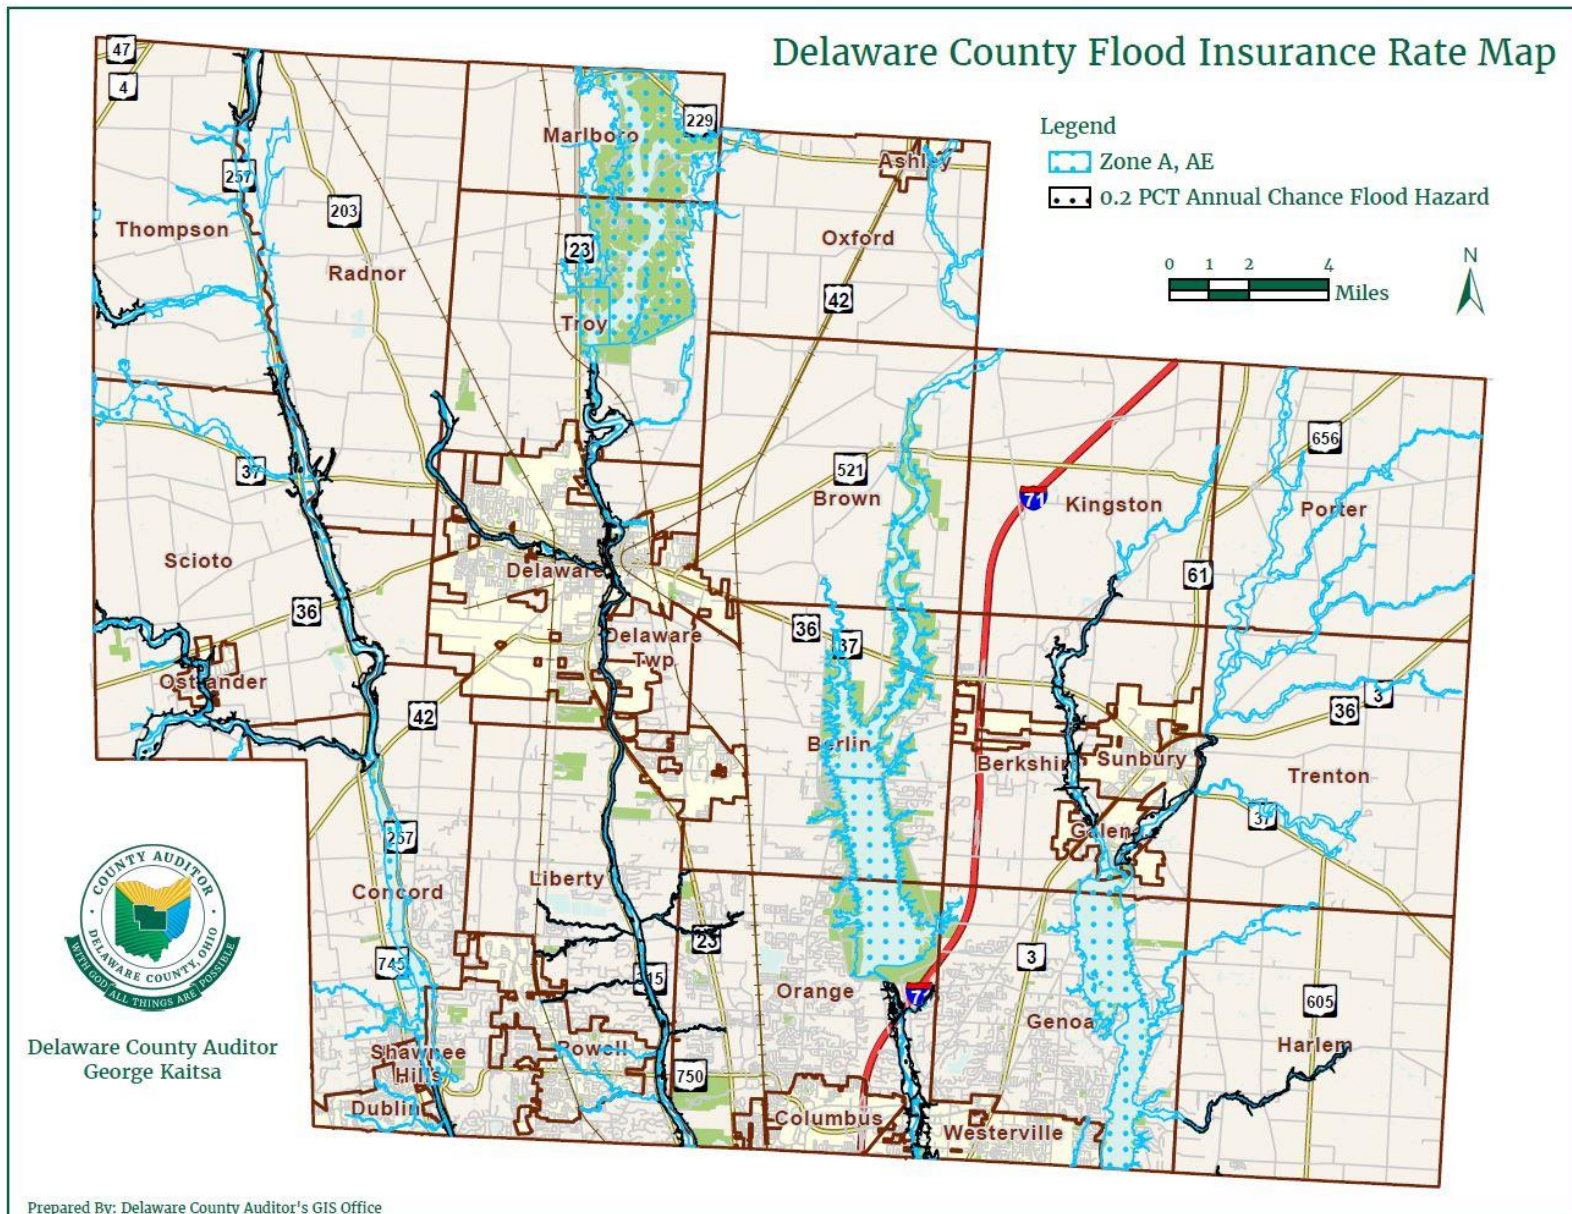 Delaware County Flood Insurance Rate Map
Legend
Zone A, AE
0.2 PCT Annual Chance Flood Hazard
0 1 2 4
Miles
N
47
4
229
Marlboro
Ashley
257
203
Thompson
23
Oxford
Radnor
42
Troy
656
37
521
71
Brown
Kingston
Porter
Scioto
Delaware
61
36
36
37
Delaware
Twp
Ostrander
3
36
42
Berlin
Berkshire
Sunbury
Trenton
257
37
Galena
Concord
Liberty
23
745
315
3
Orange
71
605
Genoa
Shawnee
Hills
Powell
750
Harlem
Dublin
Columbus
Westerville
COUNTY AUDITOR
DELAWARE COUNTY, OHIO
WITH GOD ALL THINGS ARE POSSIBLE
Delaware County Auditor
George Kaitsa
Prepared By: Delaware County Auditor's GIS Office